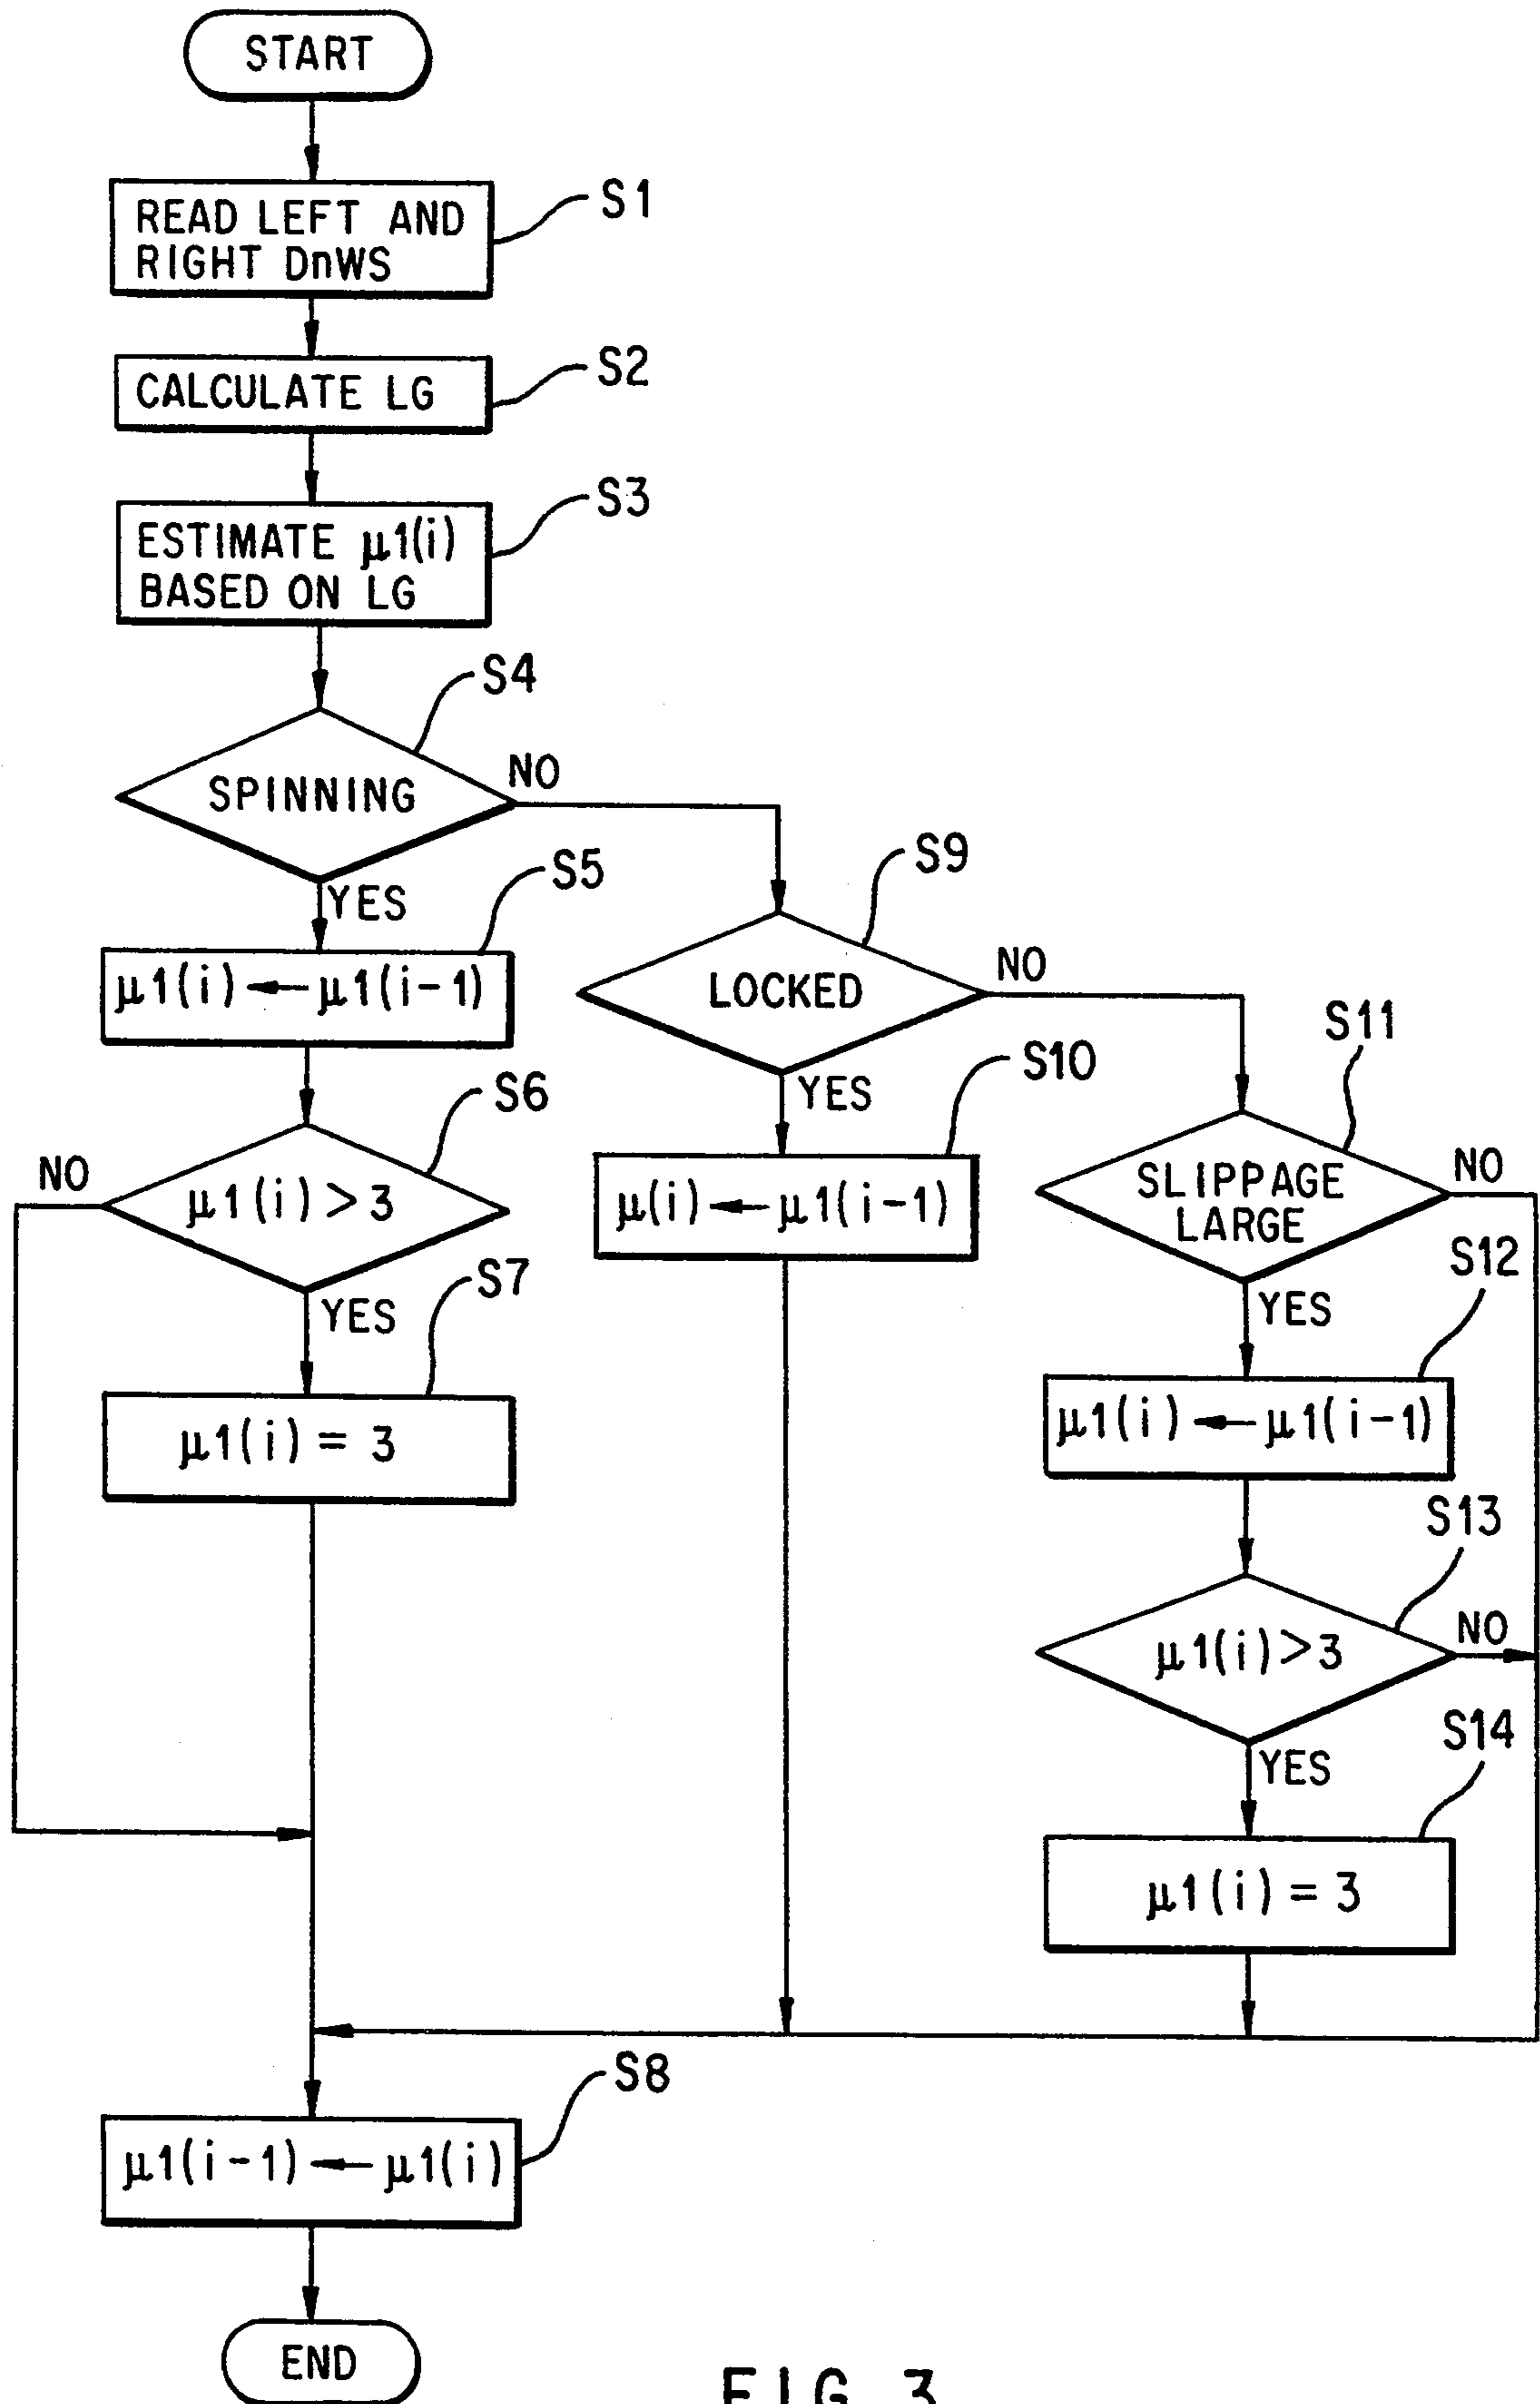 START
READ LEFT AND
RIGHT DnWS
S1
CALCULATE LG
S2
ESTIMATE μ1(i)
BASED ON LG
S3
SPINNING
S4
NO
YES
μ1(i) ← μ1(i-1)
S5
μ1(i) > 3
S6
NO
YES
μ1(i) = 3
S7
LOCKED
S9
NO
YES
μ(i) ← μ1(i-1)
S10
SLIPPAGE
LARGE
S11
NO
YES
μ1(i) ← μ1(i-1)
S12
μ1(i) > 3
S13
NO
YES
μ1(i) = 3
S14
μ1(i-1) ← μ1(i)
S8
END
FIG. 3